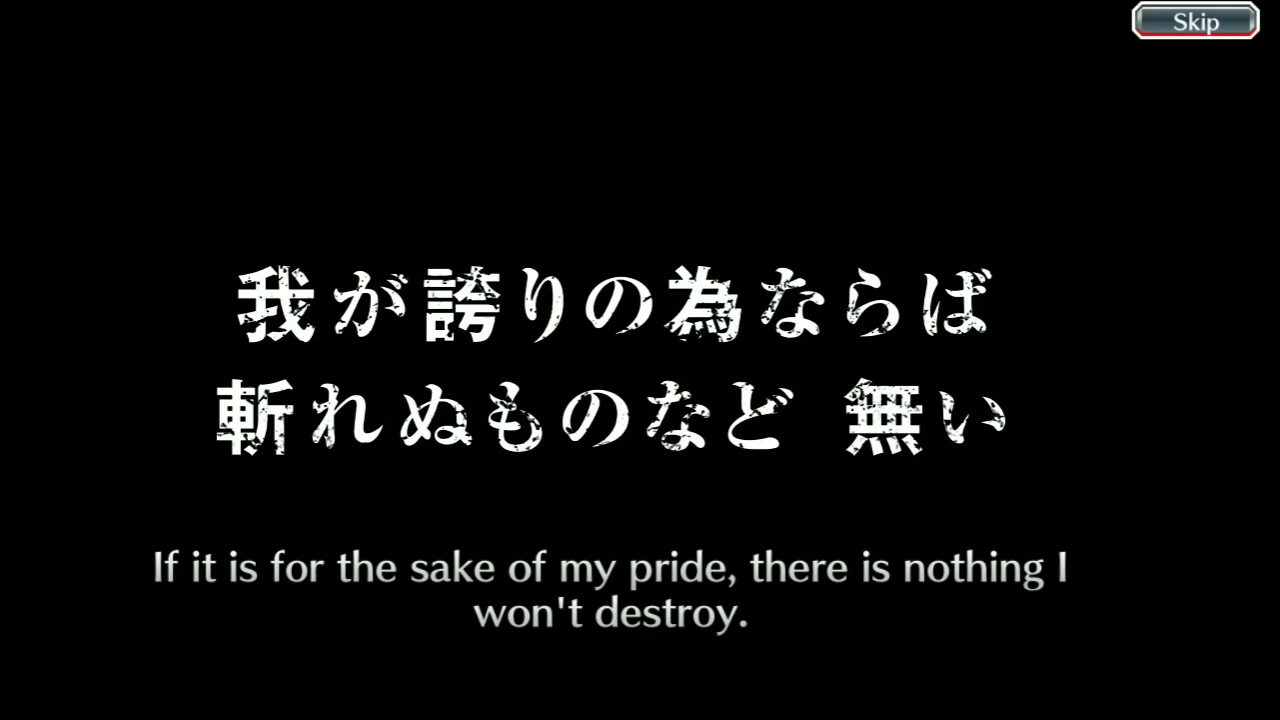 Skip
我が誇りの為ならば
斬れぬものなど 無い
If it is for the sake of my pride, there is nothing I
won't destroy.